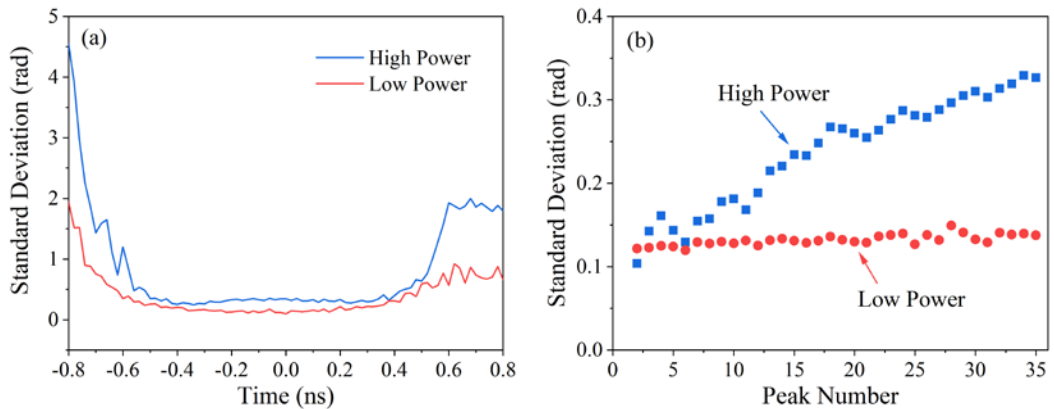 (a)
High Power
Low Power
Standard Deviation (rad)
5
4
3
2
1
0
-0.8 -0.6 -0.4 -0.2 0.0 0.2 0.4 0.6 0.8
Time (ns)
(b)
High Power
Low Power
Standard Deviation (rad)
0.4
0.3
0.2
0.1
0.0
0 5 10 15 20 25 30 35
Peak Number